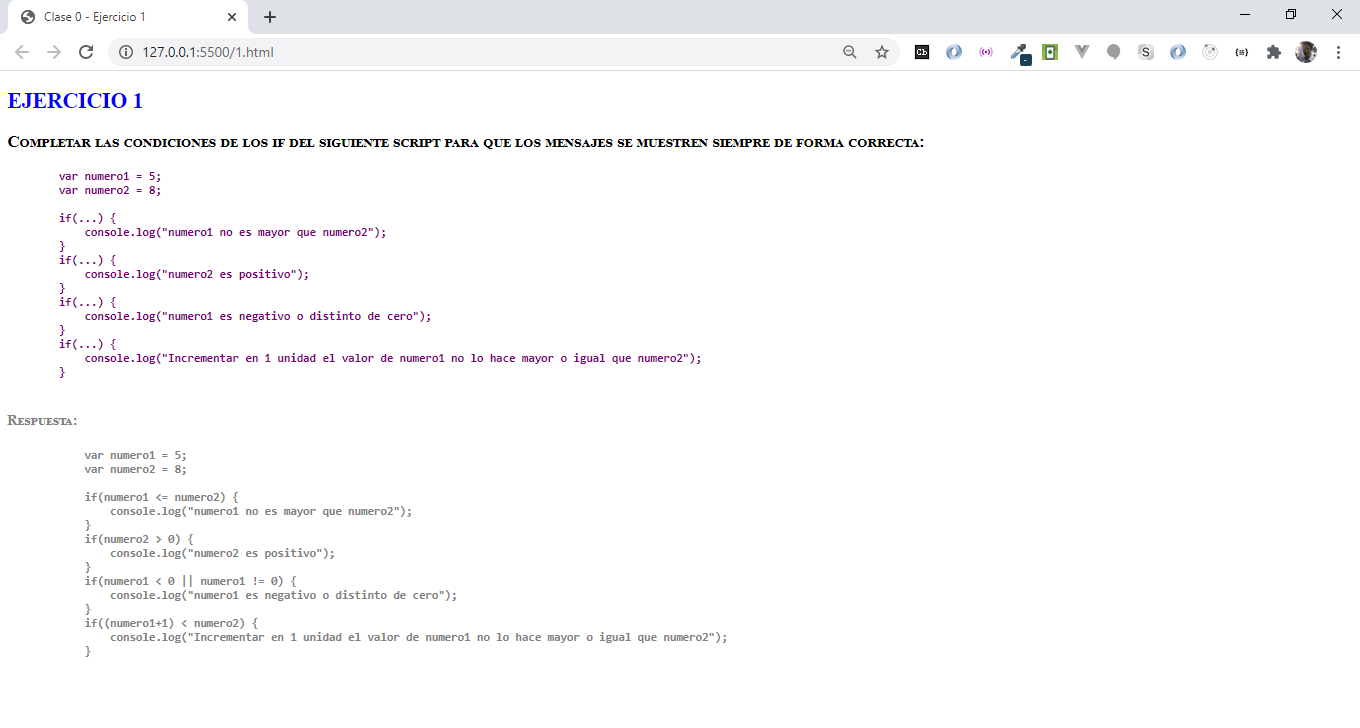 Clase 0 - Ejercicio 1
127.0.0.1:5500/1.html
EJERCICIO 1
Completar las condiciones de los if del siguiente script para que los mensajes se muestren siempre de forma correcta:
var numero1 = 5;
var numero2 = 8;
if(...) {
console.log("numero1 no es mayor que numero2");
}
if(...) {
console.log("numero2 es positivo");
}
if(...) {
console.log("numero1 es negativo o distinto de cero");
}
if(...) {
console.log("Incrementar en 1 unidad el valor de numero1 no lo hace mayor o igual que numero2");
}
Respuesta:
var numero1 = 5;
var numero2 = 8;
if(numero1 <= numero2) {
console.log("numero1 no es mayor que numero2");
}
if(numero2 > 0) {
console.log("numero2 es positivo");
}
if(numero1 < 0 || numero1 != 0) {
console.log("numero1 es negativo o distinto de cero");
}
if((numero1+1) < numero2) {
console.log("Incrementar en 1 unidad el valor de numero1 no lo hace mayor o igual que numero2");
}